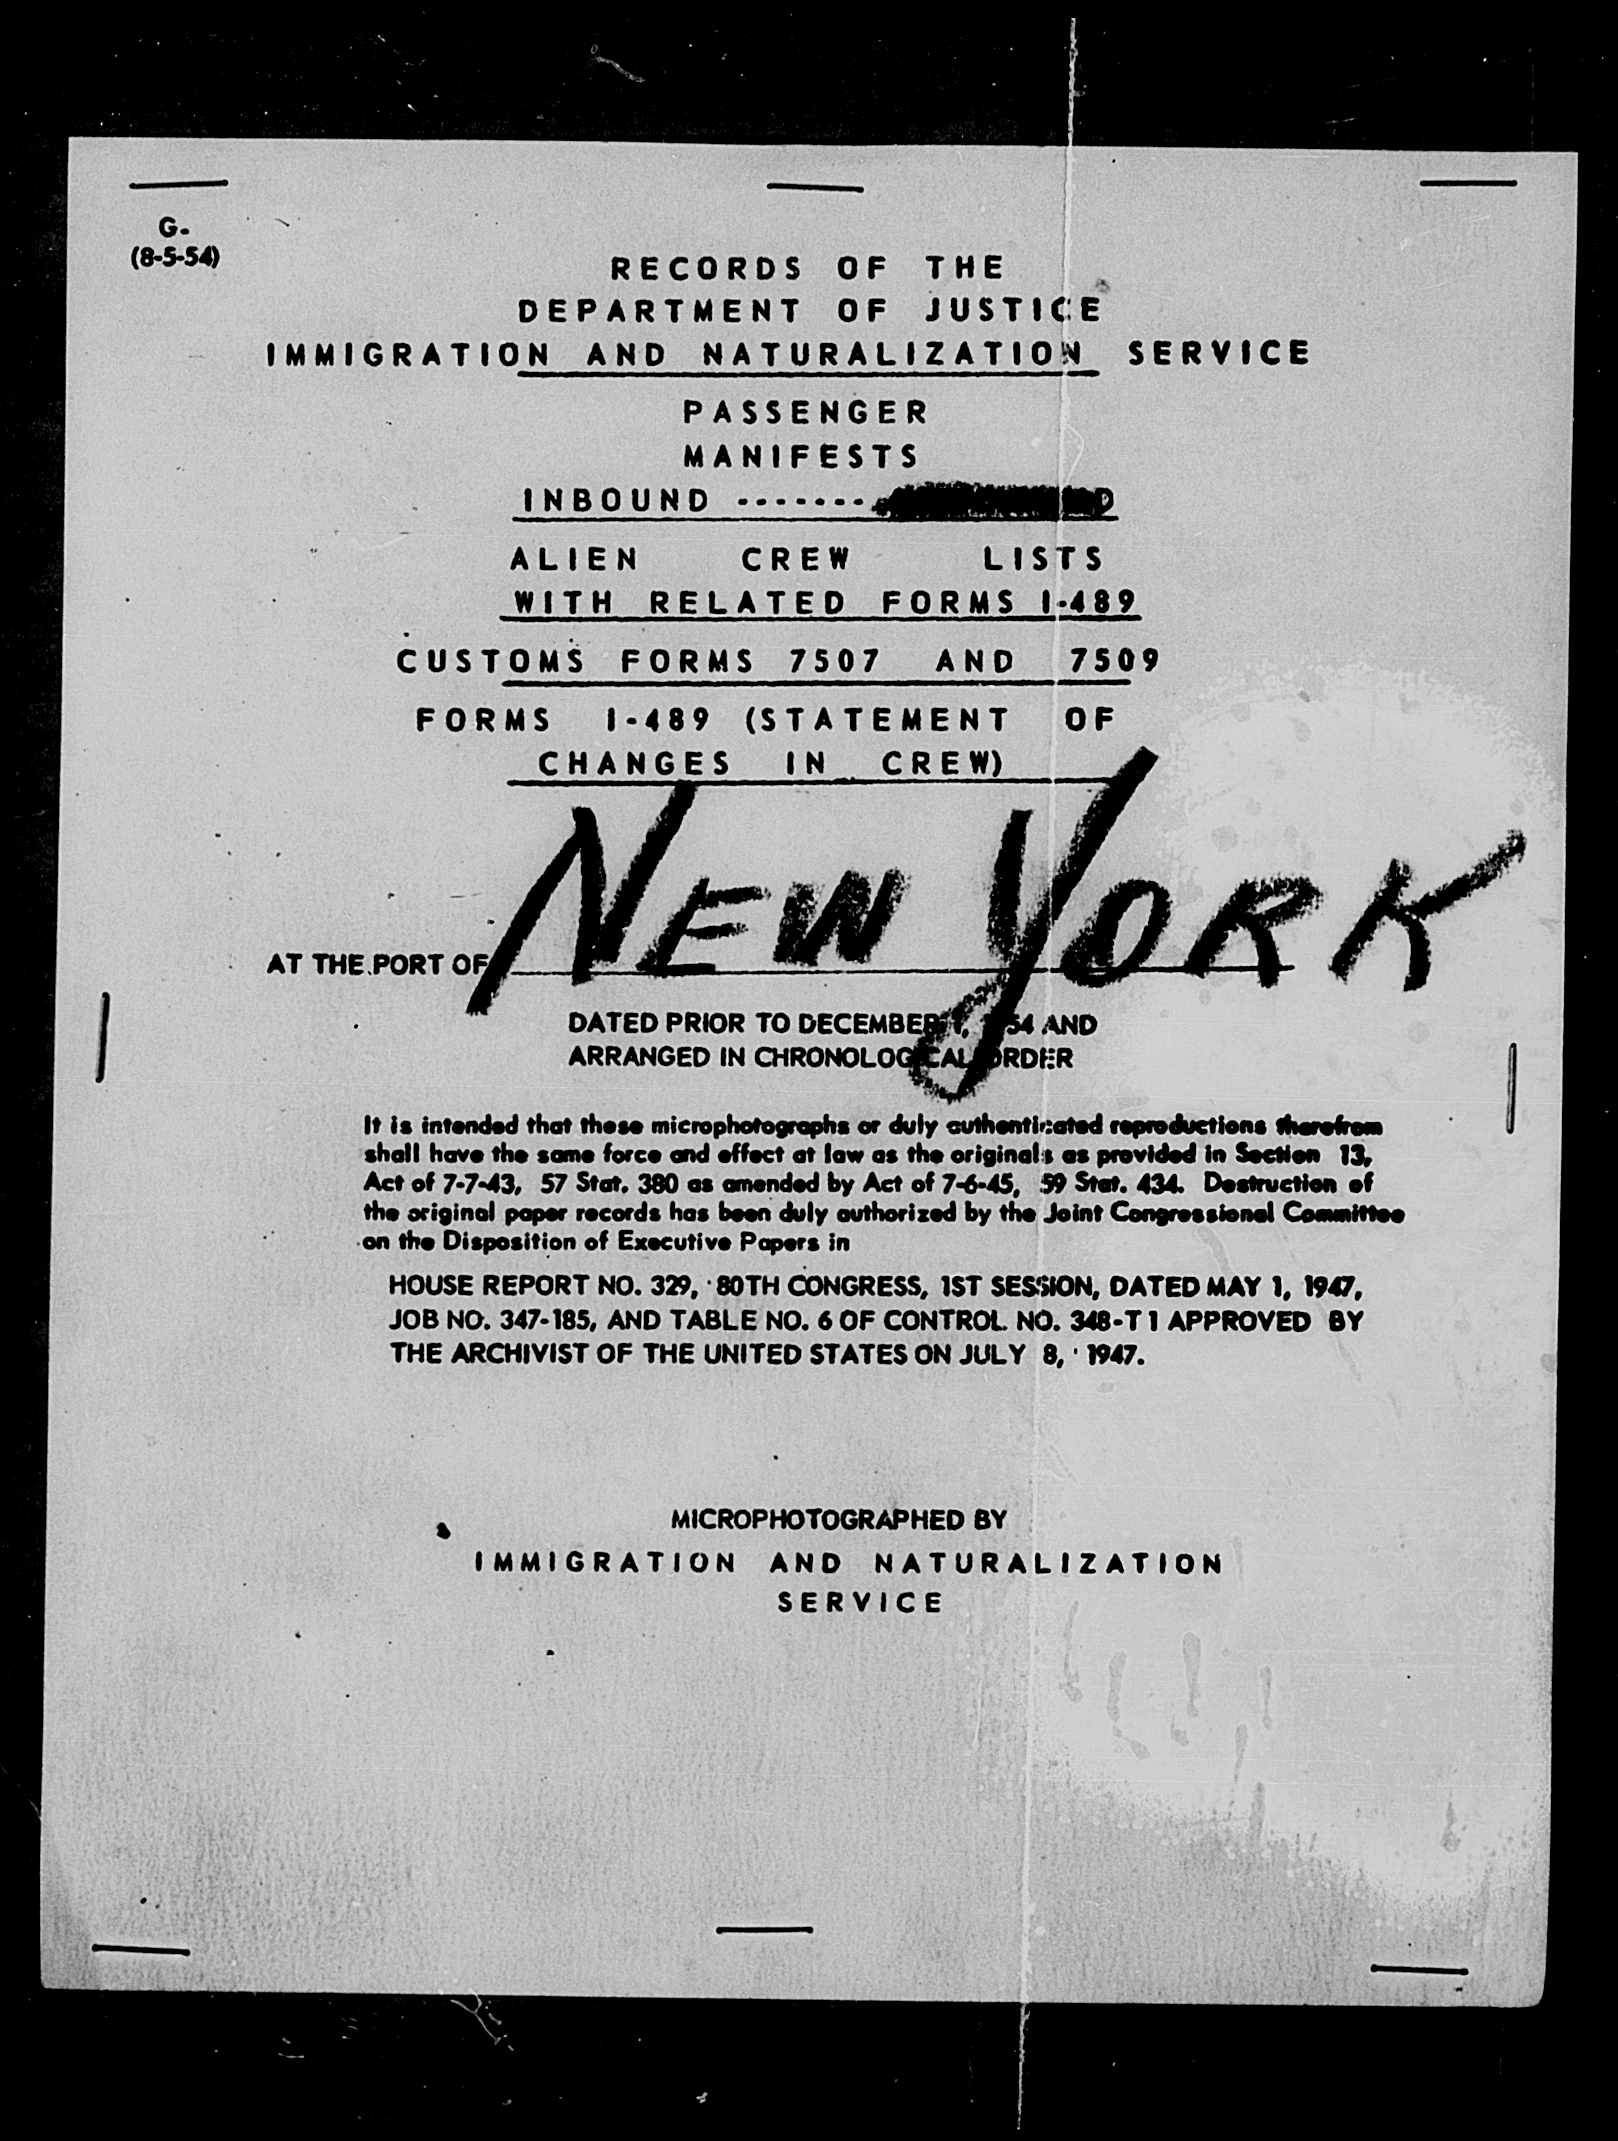 G-
(8-5-54)
RECORDS OF THE
DEPARTMENT OF JUSTICE
IMMIGRATION AND NATURALIZATION SERVICE
PASSENGER
MANIFESTS
INBOUND -------
ALIEN CREW LISTS
WITH RELATED FORMS I-489
CUSTOMS FORMS 7507 AND 7509
FORMS I-489 (STATEMENT OF
CHANGES IN CREW)
AT THE PORT OF NEW YORK
DATED PRIOR TO DECEMBER 1, 1954 AND
ARRANGED IN CHRONOLOGICAL ORDER
It is intended that these microphotographs or duly authenticated reproductions therefrom
shall have the same force and effect at law as the originals as provided in Section 13,
Act of 7-7-43, 57 Stat. 380 as amended by Act of 7-6-45, 59 Stat. 434. Destruction of
the original paper records has been duly authorized by the Joint Congressional Committee
on the Disposition of Executive Papers in
HOUSE REPORT NO. 329, 80TH CONGRESS, 1ST SESSION, DATED MAY 1, 1947,
JOB NO. 347-185, AND TABLE NO. 6 OF CONTROL NO. 348-T1 APPROVED BY
THE ARCHIVIST OF THE UNITED STATES ON JULY 8, 1947.
MICROPHOTOGRAPHED BY
IMMIGRATION AND NATURALIZATION
SERVICE